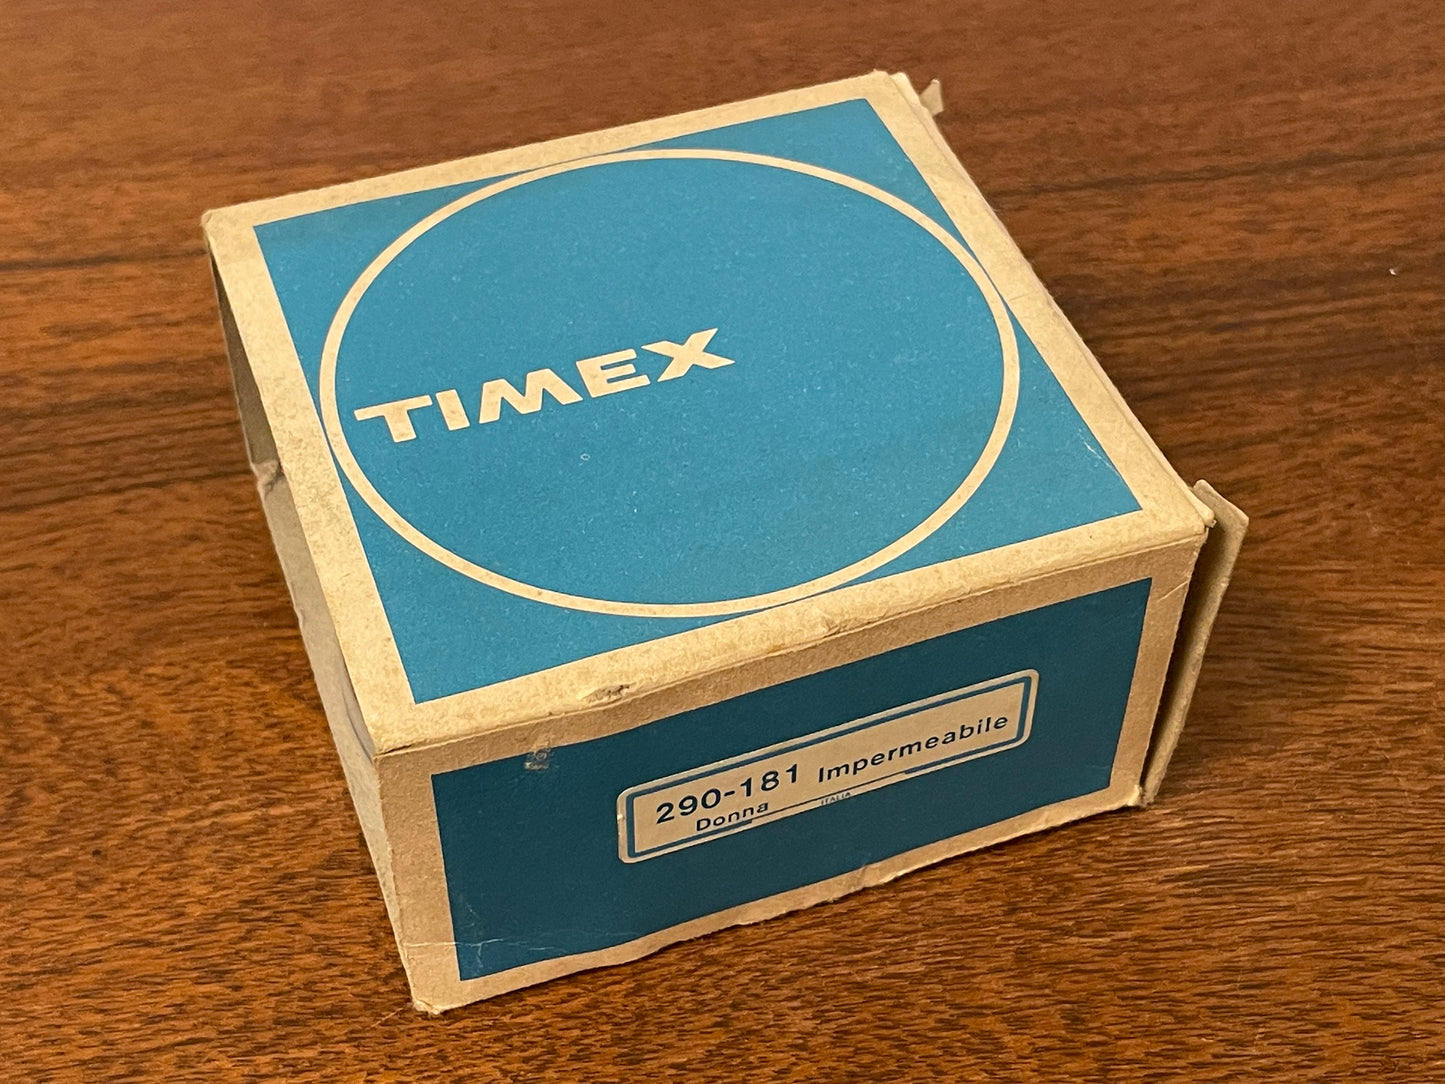 TIMEX
290-181 Impermeabile
Donna
ITALIA